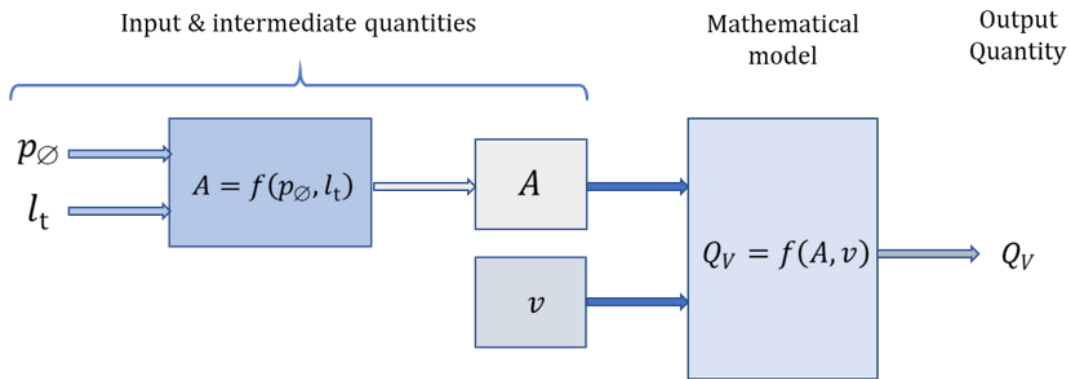 Input & intermediate quantities
Mathematical
model
Output
Quantity
p∅
lt
A = f(p∅, lt)
A
v
QV = f(A, v)
QV